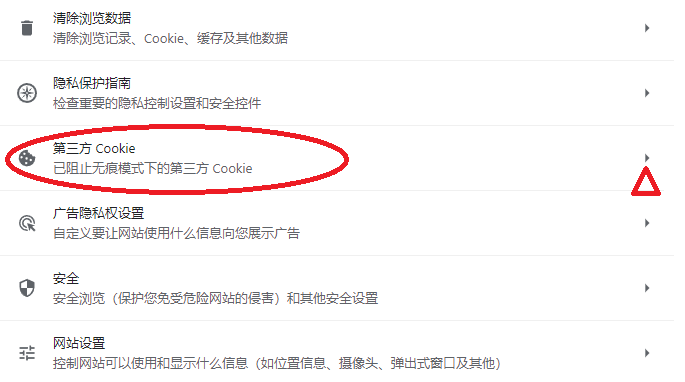 清除浏览数据
清除浏览记录、Cookie、缓存及其他数据
隐私保护指南
检查重要的隐私控制设置和安全控件
第三方 Cookie
已阻止无痕模式下的第三方 Cookie
广告隐私权设置
自定义要让网站使用什么信息向您展示广告
安全
安全浏览（保护您免受危险网站的侵害）和其他安全设置
网站设置
控制网站可以使用和显示什么信息（如位置信息、摄像头、弹出式窗口及其他）